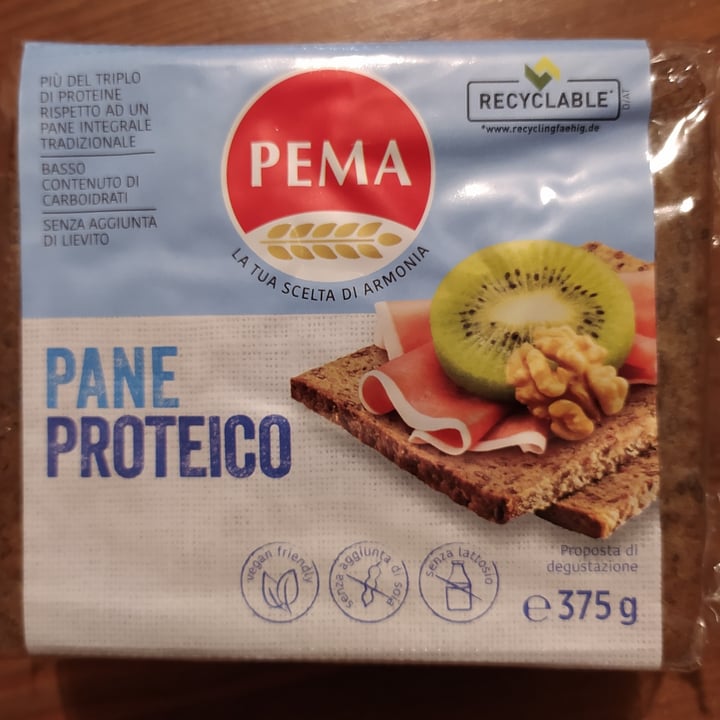 PIÙ DEL TRIPLO
DI PROTEINE
RISPETTO AD UN
PANE INTEGRALE
TRADIZIONALE
BASSO
CONTENUTO DI
CARBOIDRATI
SENZA AGGIUNTA
DI LIEVITO
PEMA
LA TUA SCELTA DI ARMONIA
RECYCLABLE*
D/AT
*www.recyclingfaehig.de
PANE
PROTEICO
vegan friendly
senza aggiunta di soia
senza lattosio
Proposta di
degustazione
℮ 375 g